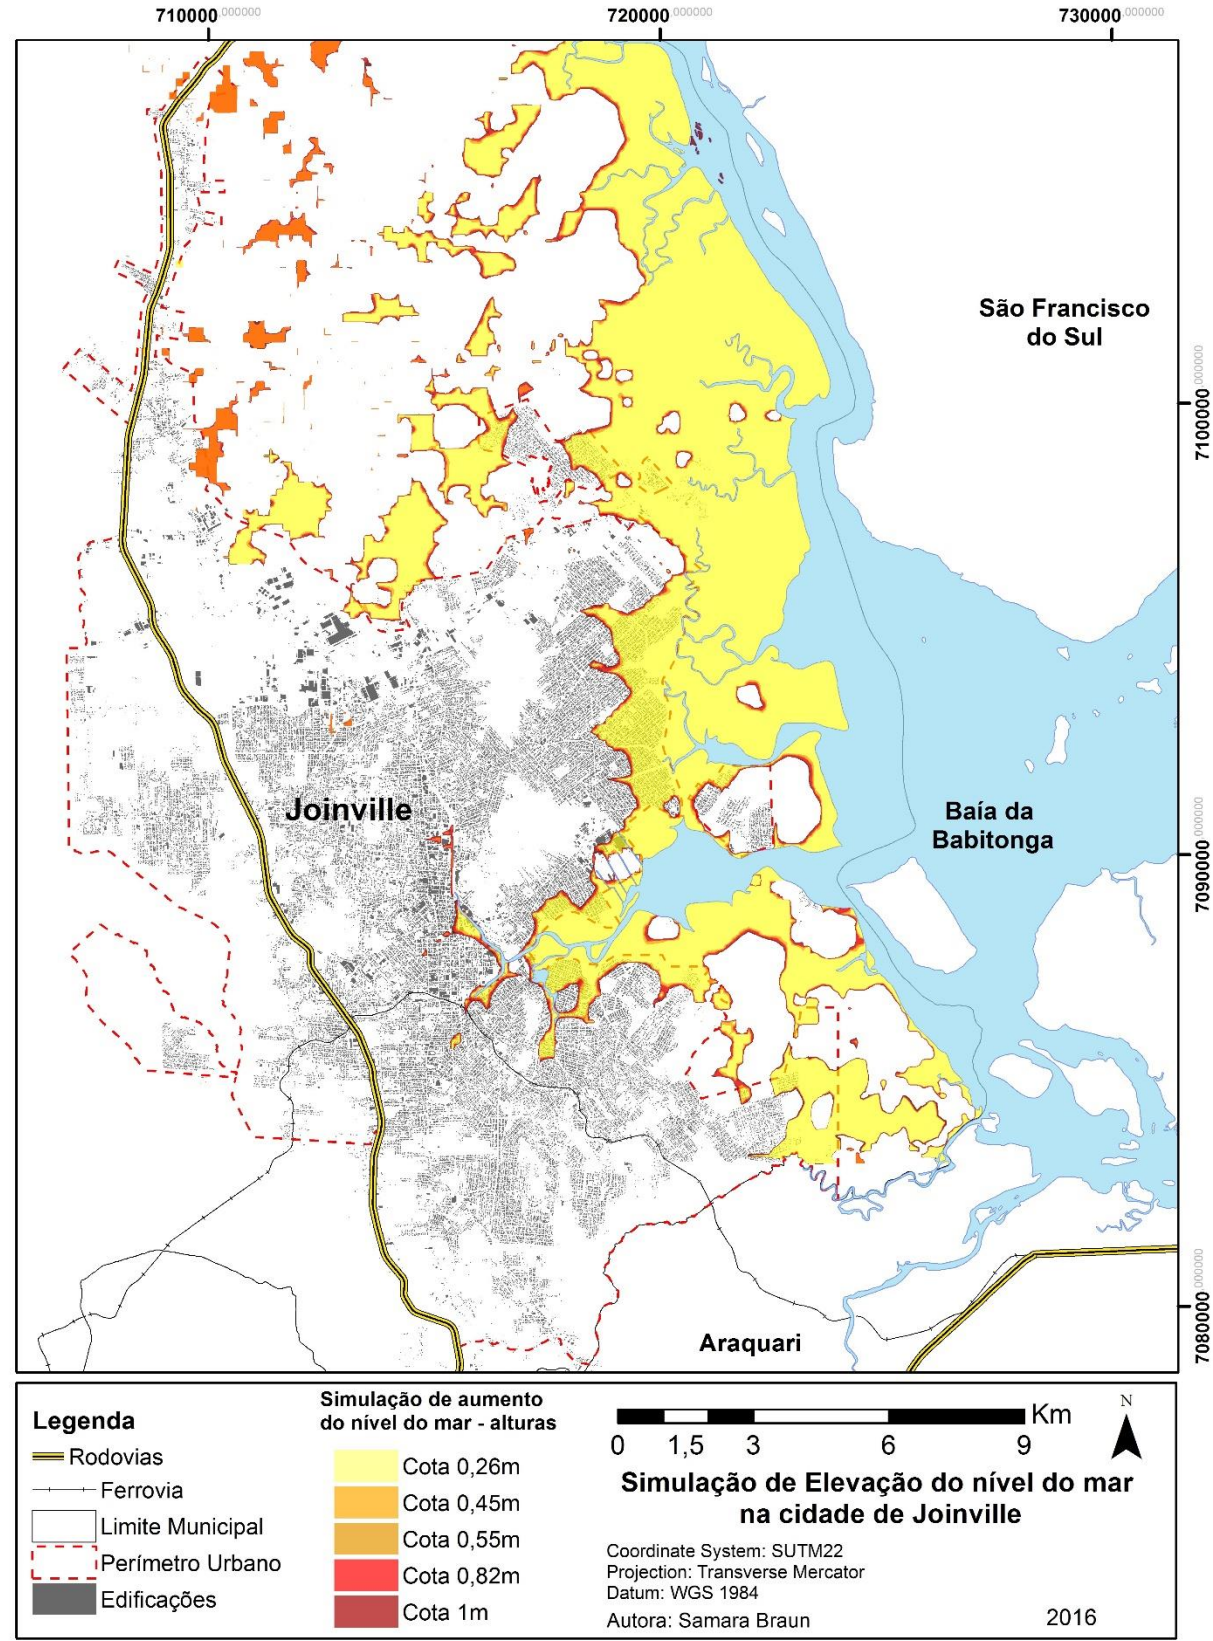 710000,000000
720000,000000
730000,000000
São Francisco
do Sul
7100000,000000
Joinville
Baía da
Babitonga
7090000,000000
Araquari
7080000,000000
Legenda
Rodovias
Ferrovia
Limite Municipal
Perímetro Urbano
Edificações
Simulação de aumento
do nível do mar - alturas
Cota 0,26m
Cota 0,45m
Cota 0,55m
Cota 0,82m
Cota 1m
Km
0 1,5 3 6 9
N
Simulação de Elevação do nível do mar
na cidade de Joinville
Coordinate System: SUTM22
Projection: Transverse Mercator
Datum: WGS 1984
Autora: Samara Braun
2016